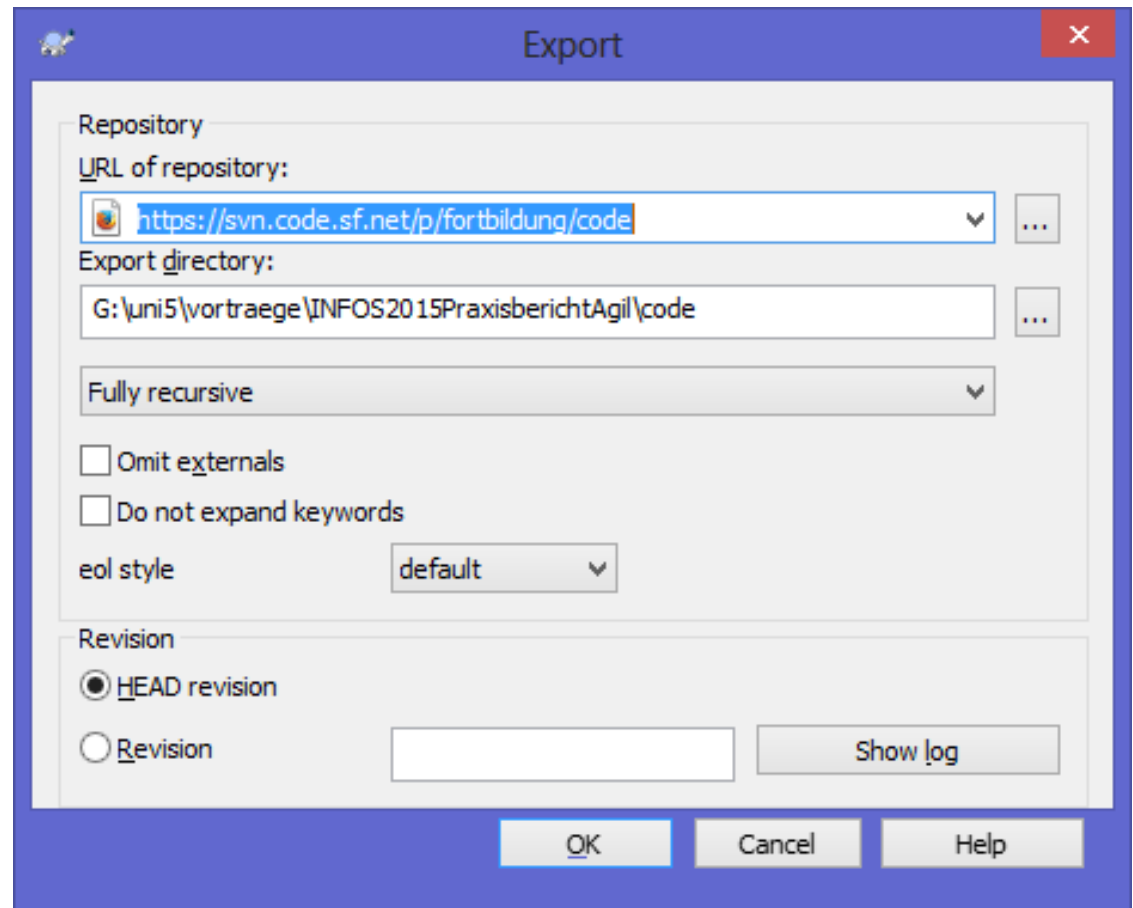 Export
Repository
URL of repository:
https://svn.code.sf.net/p/fortbildung/code
...
Export directory:
G:\uni5\vortraege\INFOS2015PraxisberichtAgil\code
...
Fully recursive
Omit externals
Do not expand keywords
eol style default
Revision
HEAD revision
Revision Show log
OK Cancel Help